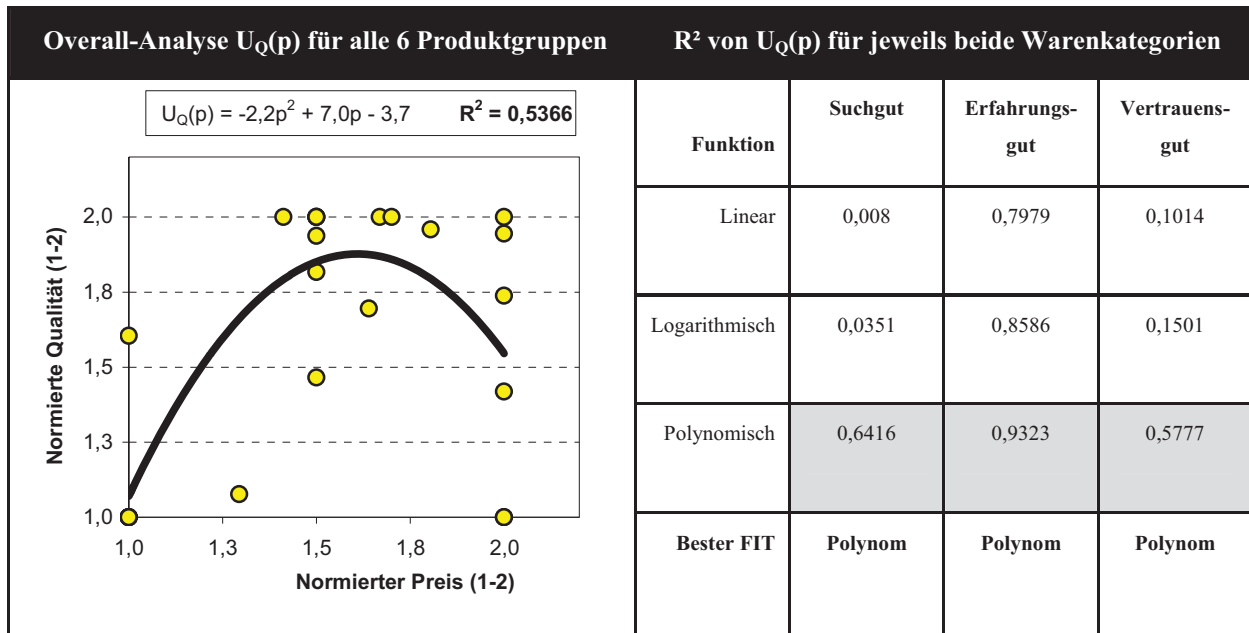 Overall-Analyse U_Q(p) für alle 6 Produktgruppen
R² von U_Q(p) für jeweils beide Warenkategorien
U_Q(p) = -2,2p² + 7,0p - 3,7 R² = 0,5366
Normierte Qualität (1-2)
2,0
1,8
1,5
1,3
1,0
1,0 1,3 1,5 1,8 2,0
Normierter Preis (1-2)
Funktion Suchgut Erfahrungs- Vertrauens-
gut gut
Linear 0,008 0,7979 0,1014
Logarithmisch 0,0351 0,8586 0,1501
Polynomisch 0,6416 0,9323 0,5777
Bester FIT Polynom Polynom Polynom